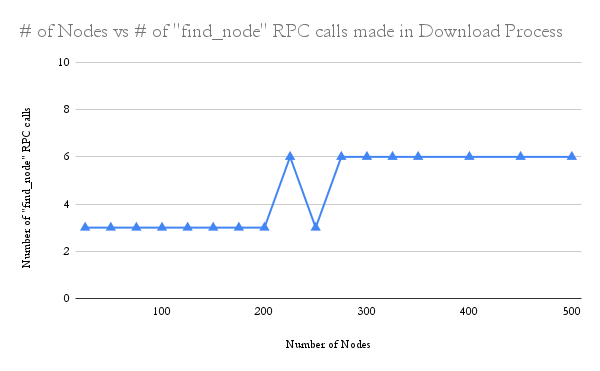 # of Nodes vs # of "find_node" RPC calls made in Download Process
10
8
6
4
2
0
Number of "find_node" RPC calls
100 200 300 400 500
Number of Nodes